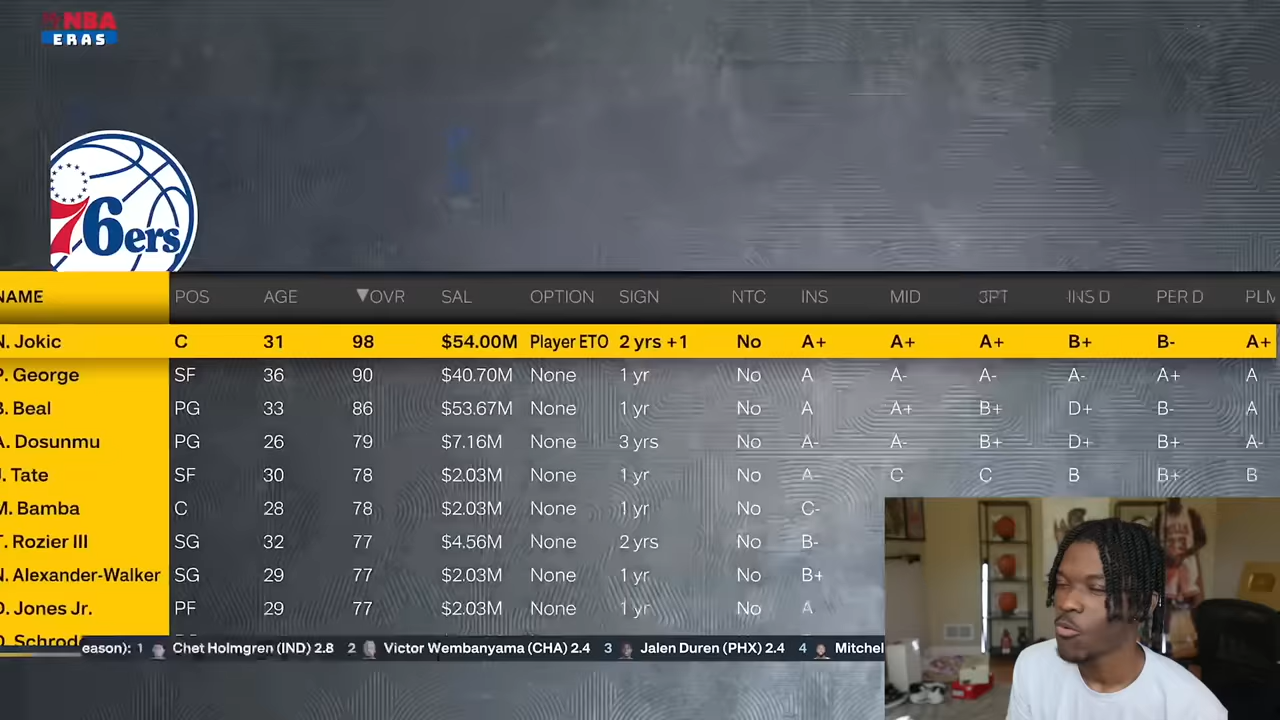 NBA
ERAS
76ers
NAME POS AGE ▼OVR SAL OPTION SIGN NTC INS MID 3PT INS D PER D PLM
N. Jokic C 31 98 $54.00M Player ETO 2 yrs +1 No A+ A+ A+ B+ B- A+
P. George SF 36 90 $40.70M None 1 yr No A A- A- A- A+ A
B. Beal PG 33 86 $53.67M None 1 yr No A A+ B+ D+ B- A
A. Dosunmu PG 26 79 $7.16M None 3 yrs No A- A- B+ D+ B+ A-
J. Tate SF 30 78 $2.03M None 1 yr No A- C C B B+ B
M. Bamba C 28 78 $2.03M None 1 yr No C-
T. Rozier III SG 32 77 $4.56M None 2 yrs No B-
N. Alexander-Walker SG 29 77 $2.03M None 1 yr No B+
D. Jones Jr. PF 29 77 $2.03M None 1 yr No A
D. Schrod
eason): 1 Chet Holmgren (IND) 2.8 2 Victor Wembanyama (CHA) 2.4 3 Jalen Duren (PHX) 2.4 4 Mitchel